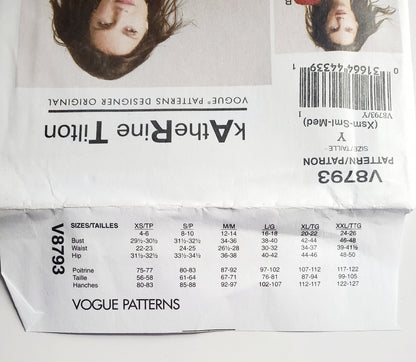 B
0 31664 44339 1
V8793/Y 1
(Xsm-Sml-Med)
Y
SIZE/TAILLE
PATTERN/PATRON
V8793
kAtheRine Tilton
VOGUE® PATTERNS DESIGNER ORIGINAL
V8793
SIZES/TAILLES XS/TP S/P M/M L/G XL/TG XXL/TTG
4-6 8-10 12-14 16-18 20-22 24-26
Bust 29½-30½ 31½-32½ 34-36 38-40 42-44 46-48
Waist 22-23 24-25 26½-28 30-32 34-37 39-41½
Hip 31½-32½ 33½-34½ 36-38 40-42 44-46 48-50
Poitrine 75-77 80-83 87-92 97-102 107-112 117-122
Taille 56-58 61-64 67-71 76-81 87-94 99-105
Hanches 80-83 85-88 92-97 102-107 112-117 122-127
VOGUE PATTERNS